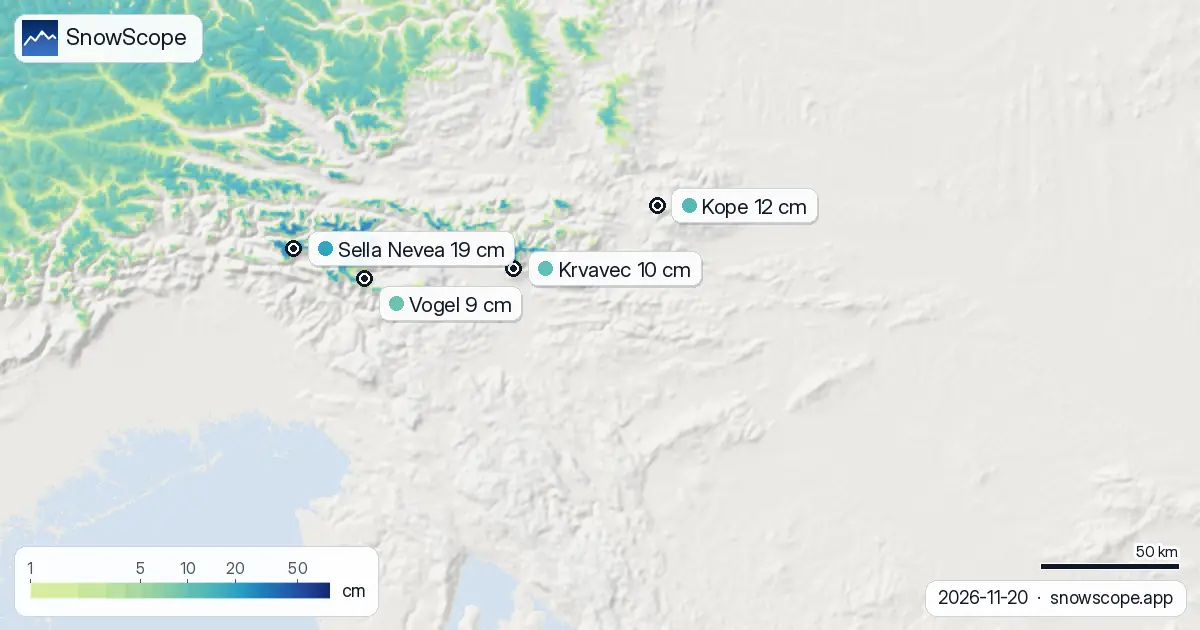 SnowScope
Kope 12 cm
Sella Nevea 19 cm
Krvavec 10 cm
Vogel 9 cm
1 5 10 20 50
cm
50 km
2026-11-20 · snowscope.app